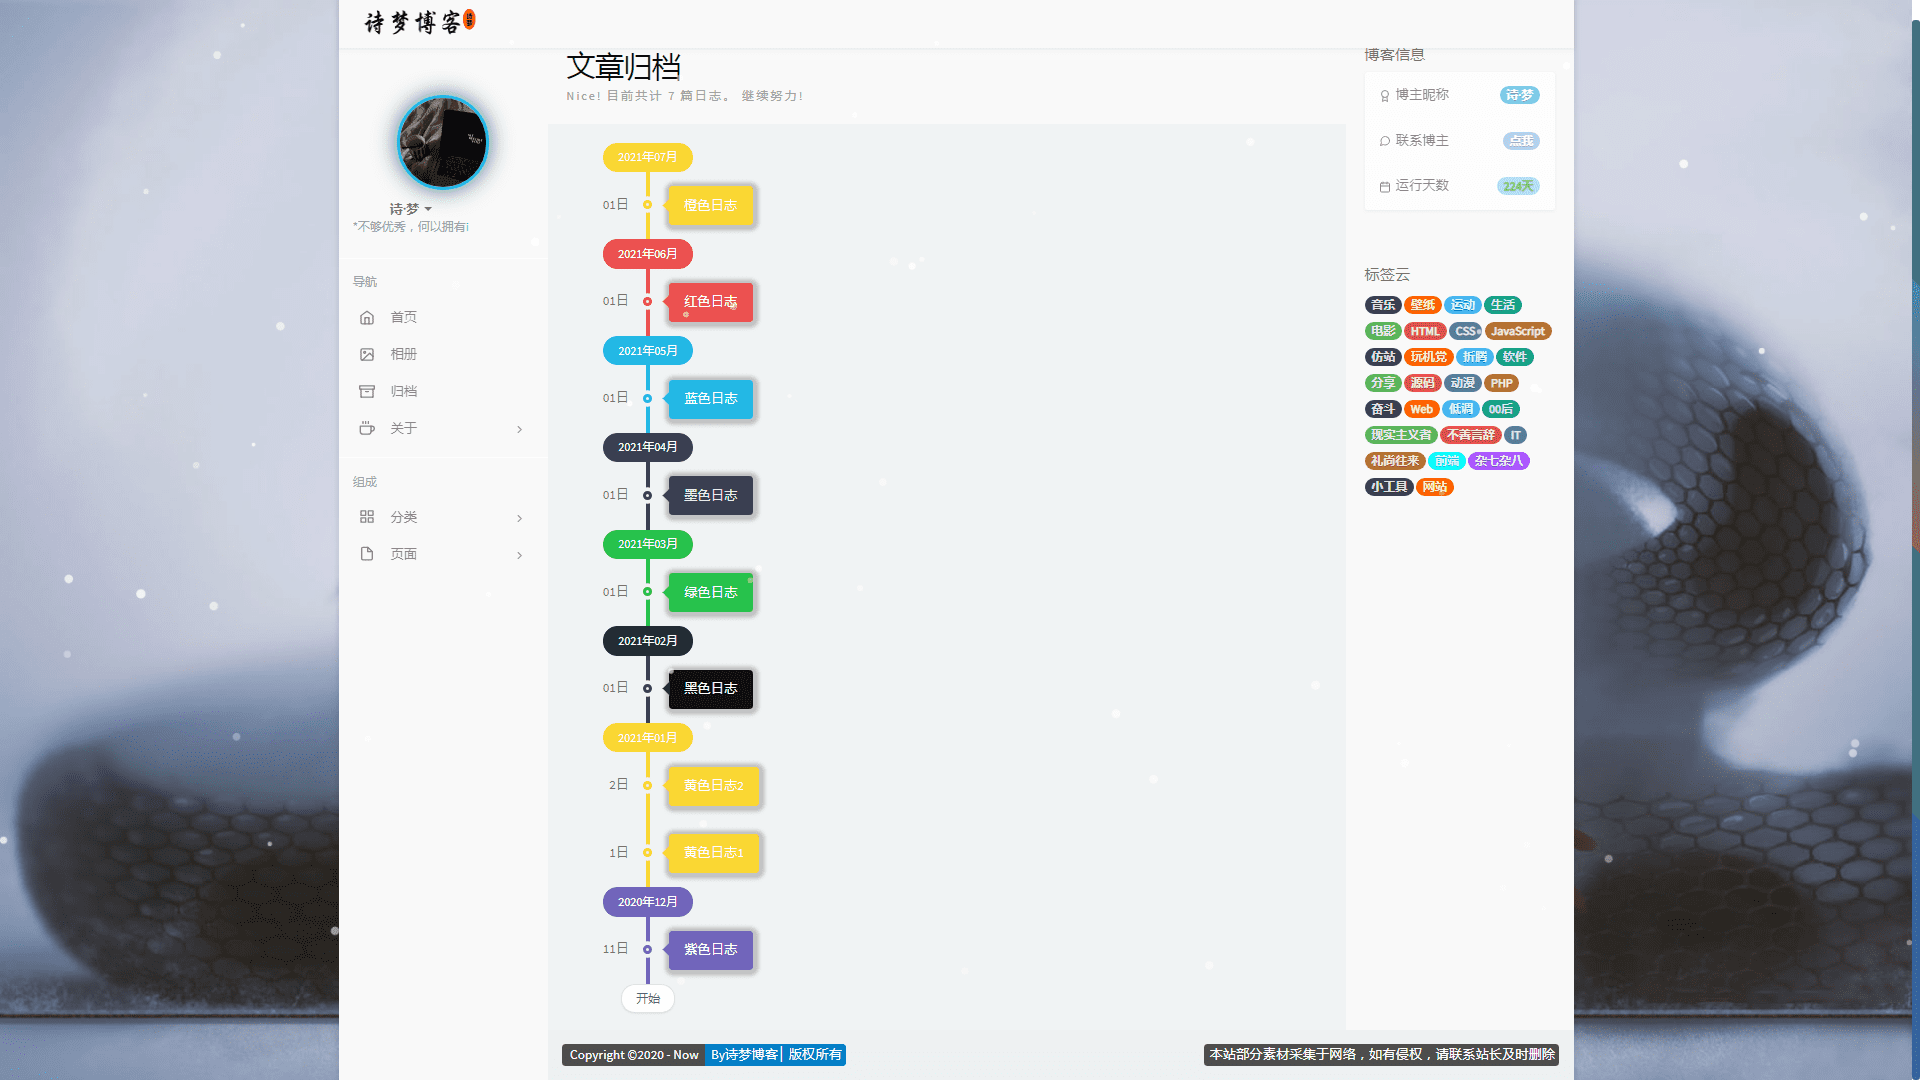 诗梦博客
诗梦
诗·梦
*不够优秀，何以拥有i
导航
首页
相册
归档
关于
组成
分类
页面
文章归档
Nice! 目前共计 7 篇日志。 继续努力!
2021年07月
01日 橙色日志
2021年06月
01日 红色日志
2021年05月
01日 蓝色日志
2021年04月
01日 墨色日志
2021年03月
01日 绿色日志
2021年02月
01日 黑色日志
2021年01月
2日 黄色日志2
1日 黄色日志1
2020年12月
11日 紫色日志
开始
博客信息
博主昵称 诗·梦
联系博主 点我
运行天数 224天
标签云
音乐 壁纸 运动 生活
电影 HTML CSS JavaScript
仿站 玩机党 折腾 软件
分享 源码 动漫 PHP
奋斗 Web 低调 00后
现实主义者 不善言辞 IT
礼尚往来 前端 杂七杂八
小工具 网站
Copyright ©2020 - Now By诗梦博客│ 版权所有
本站部分素材采集于网络，如有侵权，请联系站长及时删除